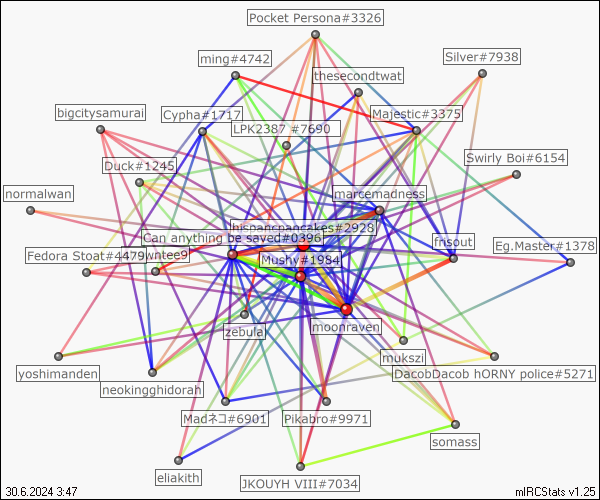 Pocket Persona#3326
ming#4742
Silver#7938
thesecondtwat
bigcitysamurai
Cypha#1717
Majestic#3375
LPK2387 #7690
Swirly Boi#6154
Duck#1245
normalwan
marcemadness
hispanicpancakes#2928
Can anything be saved#0396
frisout
Eg.Master#1378
Fedora Stoat#4479
Mushy#1984
zebula
moonraven
mukszi
yoshimanden
DacobDacob hORNY police#5271
neokingghidorah
Madネコ#6901
Pikabro#9971
somass
eliakith
JKOUYH VIII#7034
30.6.2024 3:47
mIRCStats v1.25